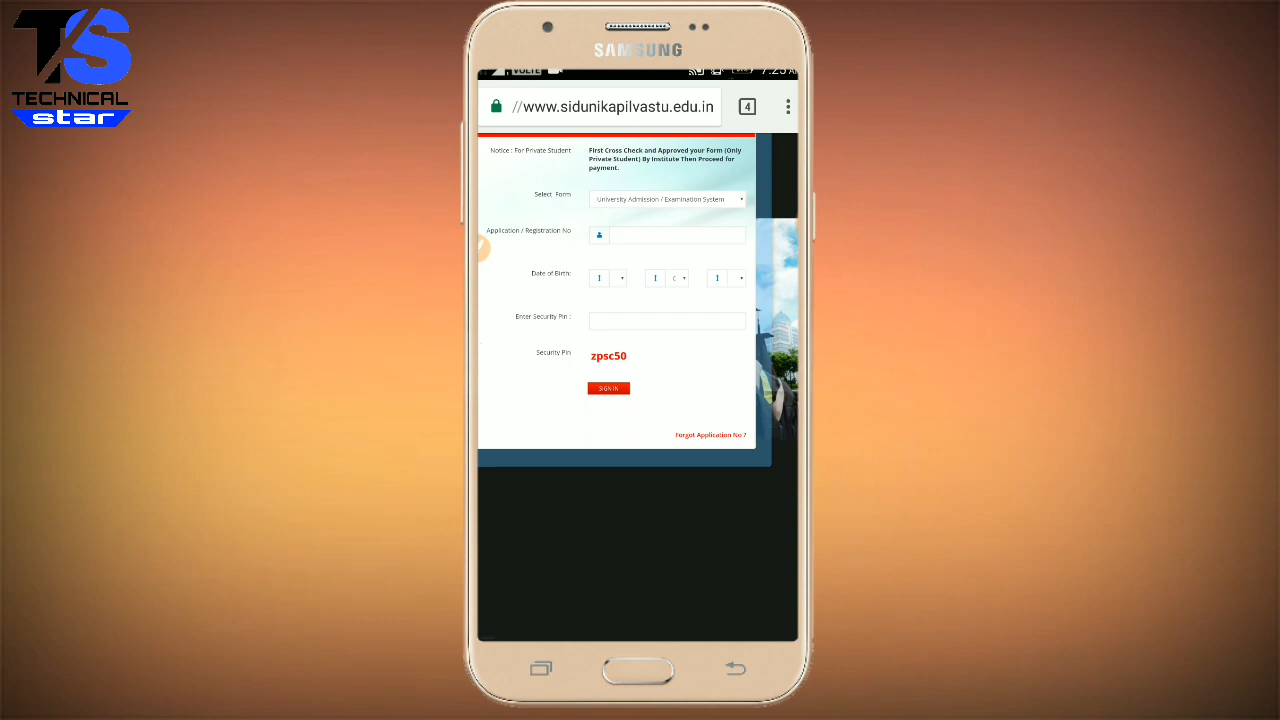 TS
TECHNICAL
star
SAMSUNG
VOLTE
//www.sidunikapilvastu.edu.in
4
Notice : For Private Student
First Cross Check and Approved your Form (Only
Private Student) By Institute Then Proceed for
payment.
Select Form
University Admission / Examination System
Application / Registration No
Date of Birth:
Enter Security Pin :
Security Pin
zpsc50
SIGN IN
Forgot Application No ?